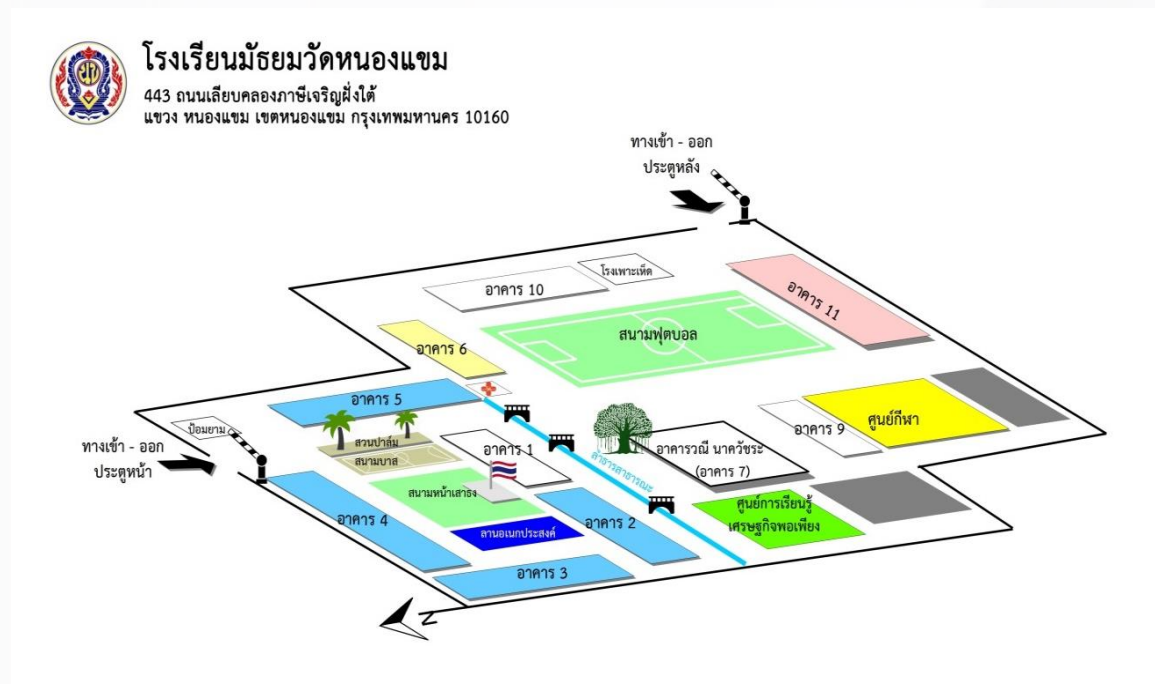 โรงเรียนมัธยมวัดหนองแขม
443 ถนนเลียบคลองภาษีเจริญฝั่งใต้
แขวง หนองแขม เขตหนองแขม กรุงเทพมหานคร 10160
ทางเข้า - ออก
ประตูหลัง
โรงเพาะเห็ด
อาคาร 10
อาคาร 11
สนามฟุตบอล
อาคาร 6
อาคาร 5
ป้อมยาม
ทางเข้า - ออก
ประตูหน้า
สวนปาล์ม
สนามบาส
อาคาร 1
ศูนย์กีฬา
อาคาร 9
อาคารวณี นาควัชระ
(อาคาร 7)
ลำธารสาธารณะ
สนามหน้าเสาธง
ศูนย์การเรียนรู้
เศรษฐกิจพอเพียง
อาคาร 4
อาคาร 2
ลานอเนกประสงค์
อาคาร 3
N